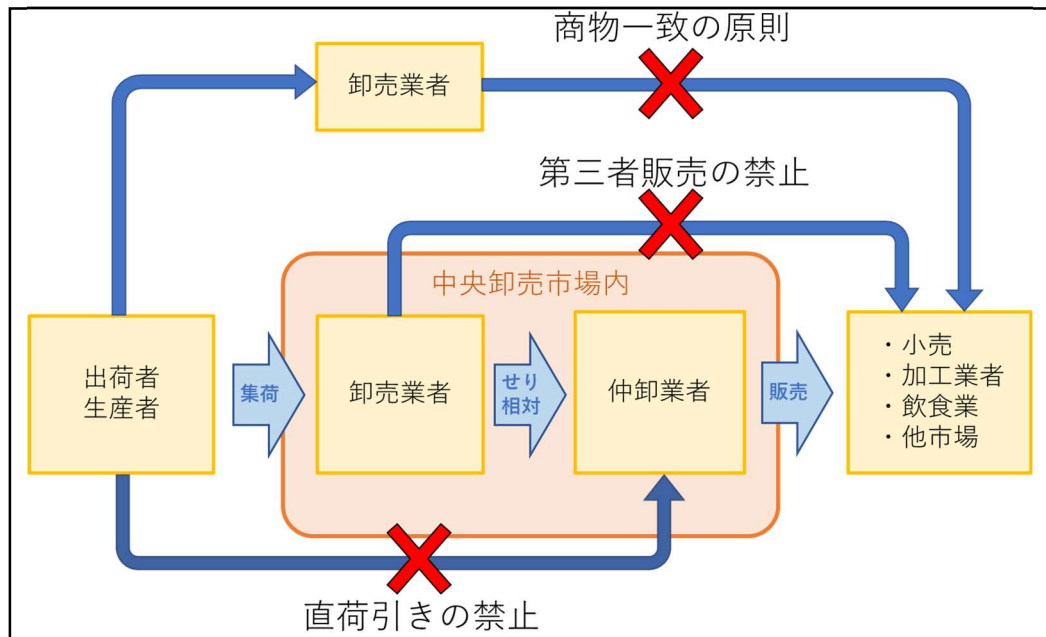 商物一致の原則
卸売業者
第三者販売の禁止
中央卸売市場内
出荷者
生産者
集荷
卸売業者
せり
相対
仲卸業者
販売
・小売
・加工業者
・飲食業
・他市場
直荷引きの禁止